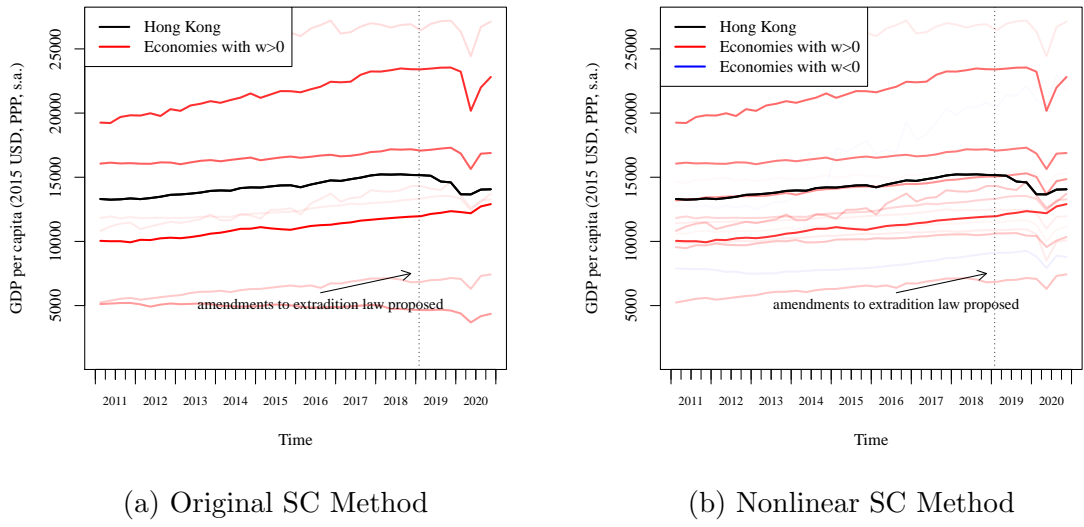 Hong Kong
Economies with w>0
GDP per capita (2015 USD, PPP, s.a.)
25000
20000
15000
10000
5000
amendments to extradition law proposed
2011 2012 2013 2014 2015 2016 2017 2018 2019 2020
Time
(a) Original SC Method
Hong Kong
Economies with w>0
Economies with w<0
GDP per capita (2015 USD, PPP, s.a.)
25000
20000
15000
10000
5000
amendments to extradition law proposed
2011 2012 2013 2014 2015 2016 2017 2018 2019 2020
Time
(b) Nonlinear SC Method